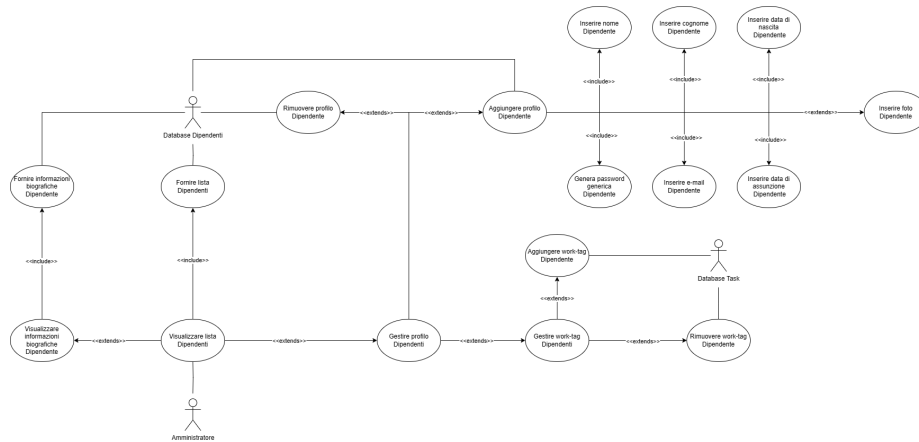 Inserire nome
Dipendente
Inserire cognome
Dipendente
Inserire data di
nascita
Dipendente
<<include>>
<<include>>
<<include>>
Database Dipendenti
Rimuovere profilo
Dipendente
<<extends>>
<<extends>>
Aggiungere profilo
Dipendente
<<extends>>
Inserire foto
Dipendente
<<include>>
<<include>>
<<include>>
Fornire informazioni
biografiche
Dipendente
Fornire lista
Dipendenti
Genera password
generica
Dipendente
Inserire e-mail
Dipendente
Inserire data di
assunzione
Dipendente
<<include>>
<<include>>
Aggiungere work-tag
Dipendente
Database Task
<<extends>>
Visualizzare
informazioni
biografiche
Dipendente
<<extends>>
Visualizzare lista
Dipendenti
<<extends>>
Gestire profilo
Dipendenti
<<extends>>
Gestire work-tag
Dipendenti
<<extends>>
Rimuovere work-tag
Dipendente
Amministratore